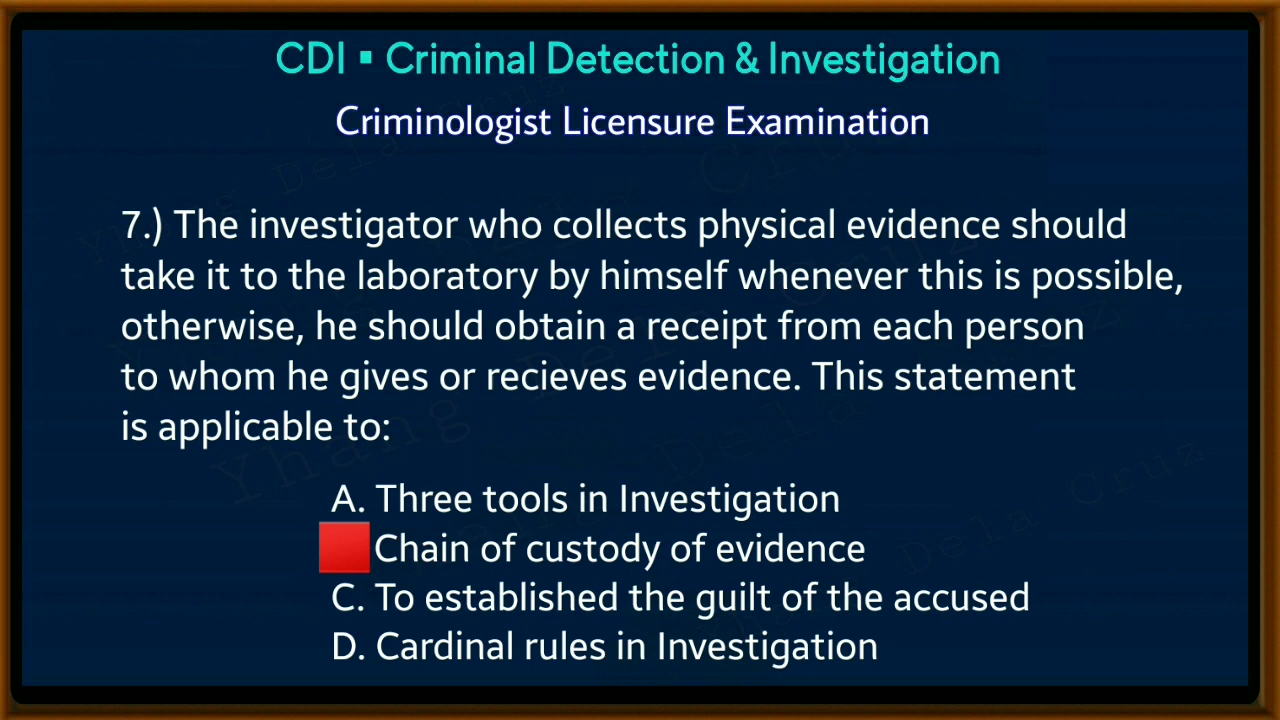 CDI ▪ Criminal Detection & Investigation
Criminologist Licensure Examination
7.) The investigator who collects physical evidence should
take it to the laboratory by himself whenever this is possible,
otherwise, he should obtain a receipt from each person
to whom he gives or recieves evidence. This statement
is applicable to:
A. Three tools in Investigation
Chain of custody of evidence
C. To established the guilt of the accused
D. Cardinal rules in Investigation
Yhang Dela Cruz